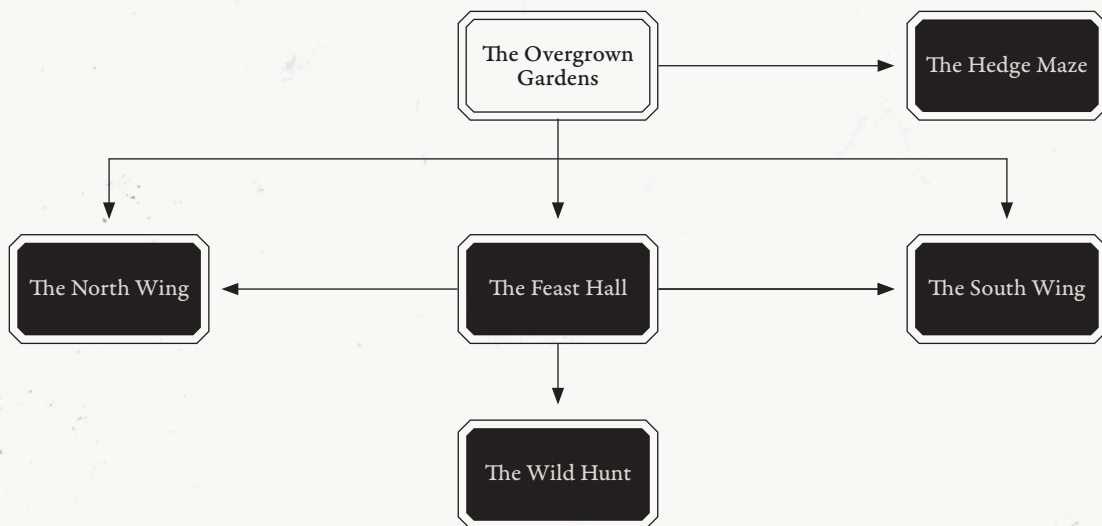 The Overgrown
Gardens
The Hedge Maze
The North Wing
The Feast Hall
The South Wing
The Wild Hunt